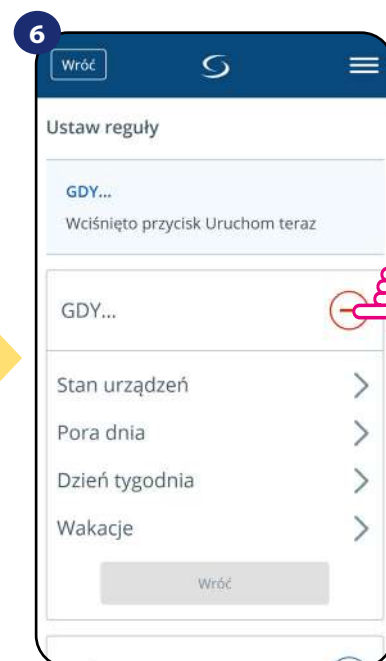 6
Wróć
Ustaw reguły
GDY...
Wciśnięto przycisk Uruchom teraz
GDY...
Stan urządzeń
Pora dnia
Dzień tygodnia
Wakacje
Wróć